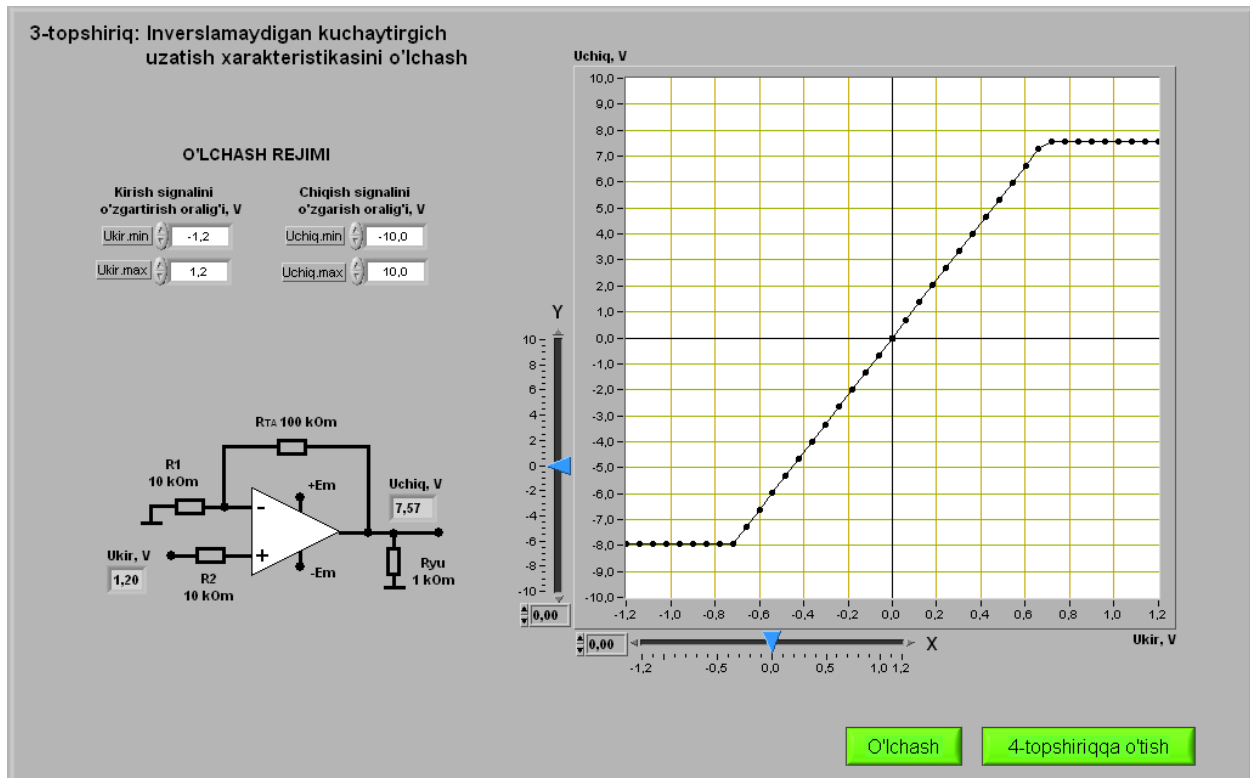 3-topshiriq: Inverslamaydigan kuchaytirgich
uzatish xarakteristikasini o'lchash
O'LCHASH REJIMI
Kirish signalini
o'zgartirish oralig'i, V
Ukir.min -1,2
Ukir.max 1,2
Chiqish signalini
o'zgarish oralig'i, V
Uchiq.min -10,0
Uchiq.max 10,0
RTA 100 kOm
R1
10 kOm
+Em
-
+
-Em
Uchiq, V
7,57
Ukir, V
1,20
R2
10 kOm
Ryu
1 kOm
Y
10
8
6
4
2
0
-2
-4
-6
-8
-10
0,00
Uchiq, V
10,0
9,0
8,0
7,0
6,0
5,0
4,0
3,0
2,0
1,0
0,0
-1,0
-2,0
-3,0
-4,0
-5,0
-6,0
-7,0
-8,0
-9,0
-10,0
-1,2 -1,0 -0,8 -0,6 -0,4 -0,2 0,0 0,2 0,4 0,6 0,8 1,0 1,2
Ukir, V
0,00
X
-1,2 -0,5 0,0 0,5 1,0 1,2
O'lchash
4-topshiriqqa o'tish